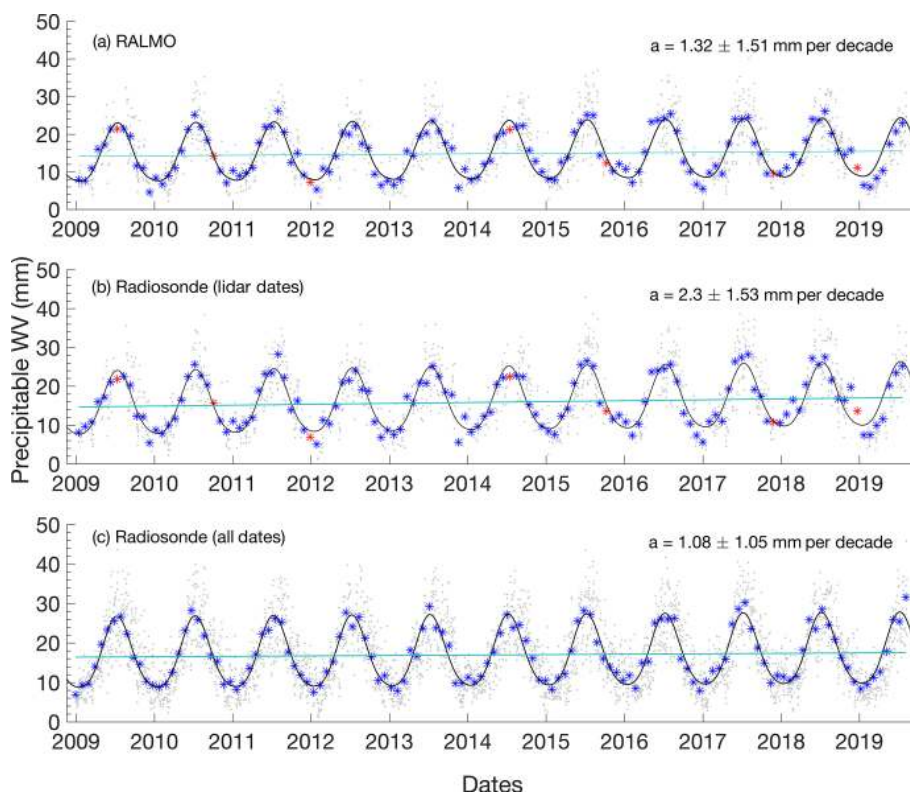 50
(a) RALMO
a = 1.32 ± 1.51 mm per decade
40
30
20
10
0
2009 2010 2011 2012 2013 2014 2015 2016 2017 2018 2019
Precipitable WV (mm)
50
(b) Radiosonde (lidar dates)
a = 2.3 ± 1.53 mm per decade
40
30
20
10
0
2009 2010 2011 2012 2013 2014 2015 2016 2017 2018 2019
50
(c) Radiosonde (all dates)
a = 1.08 ± 1.05 mm per decade
40
30
20
10
0
2009 2010 2011 2012 2013 2014 2015 2016 2017 2018 2019
Dates